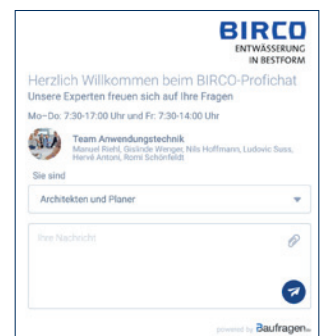 BIRCO
ENTWÄSSERUNG
IN BESTFORM
Herzlich Willkommen beim BIRCO-Profichat
Unsere Experten freuen sich auf Ihre Fragen
Mo–Do: 7:30-17:00 Uhr und Fr: 7:30-14:00 Uhr
Team Anwendungstechnik
Manuel Riehl, Gislinde Wenger, Nils Hoffmann, Ludovic Suss,
Hervé Antoni, Romi Schönfeldt
Sie sind
Architekten und Planer
Ihre Nachricht
powered by Baufragen